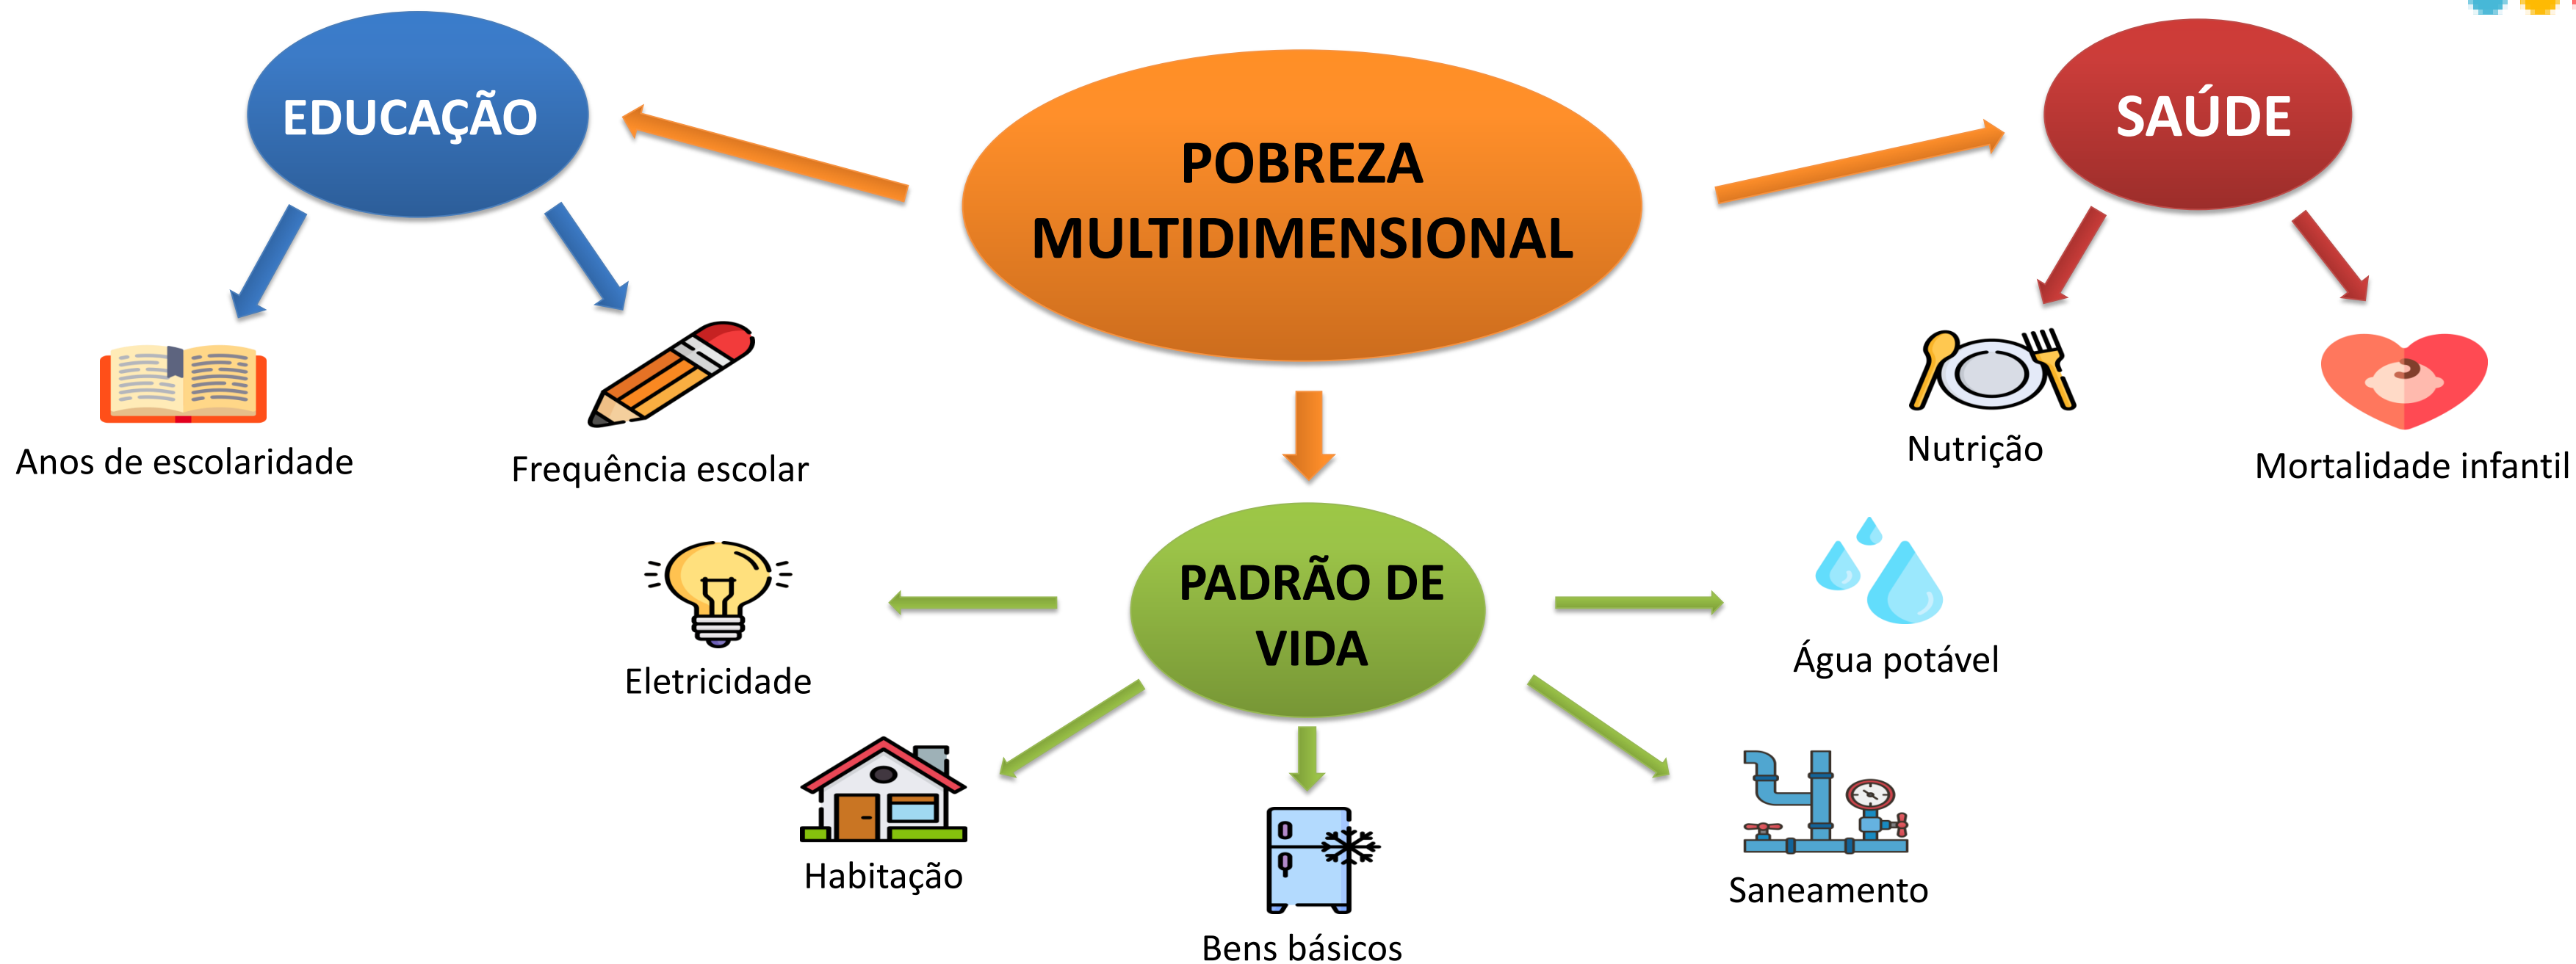 EDUCAÇÃO
POBREZA
MULTIDIMENSIONAL
SAÚDE
Anos de escolaridade
Frequência escolar
Nutrição
Mortalidade infantil
PADRÃO DE
VIDA
Eletricidade
Água potável
Habitação
Saneamento
Bens básicos